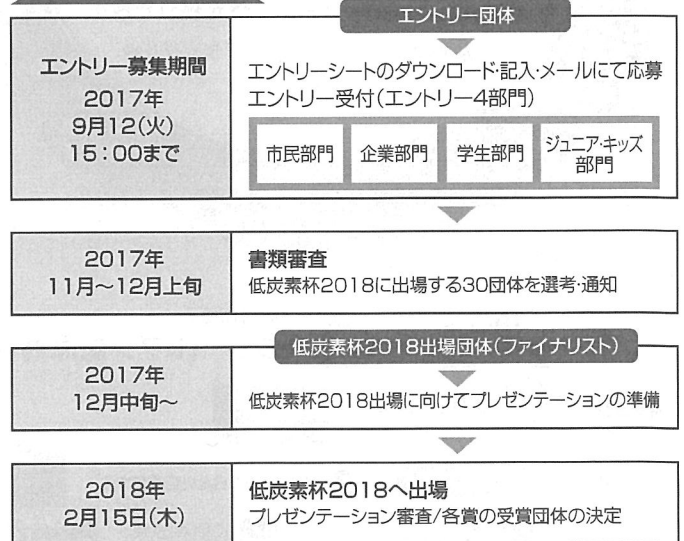 エントリー団体
エントリー募集期間
2017年
9月12(火)
15：00まで
エントリーシートのダウンロード・記入・メールにて応募
エントリー受付(エントリー4部門)
市民部門
企業部門
学生部門
ジュニア・キッズ
部門
2017年
11月〜12月上旬
書類審査
低炭素杯2018に出場する30団体を選考・通知
低炭素杯2018出場団体(ファイナリスト)
2017年
12月中旬〜
低炭素杯2018出場に向けてプレゼンテーションの準備
2018年
2月15日(木)
低炭素杯2018へ出場
プレゼンテーション審査/各賞の受賞団体の決定